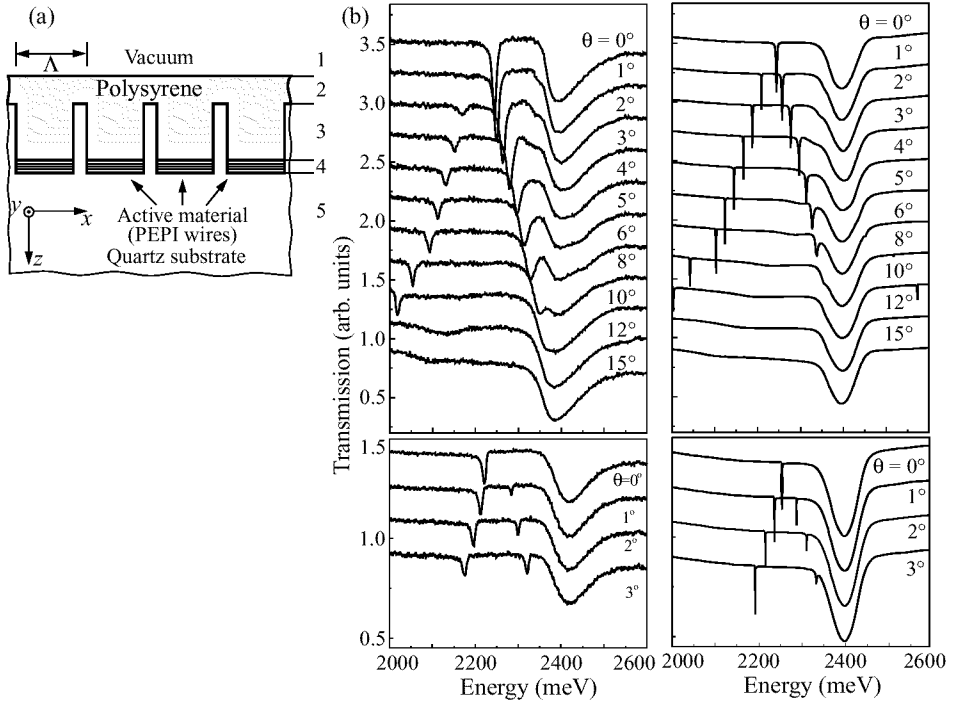 (a)
Λ
Vacuum
Polysyrene
1
2
3
4
5
y
x
z
Active material
(PEPI wires)
Quartz substrate
(b)
Transmission (arb. units)
3.5
3.0
2.5
2.0
1.5
1.0
0.5
θ = 0°
1°
2°
3°
4°
5°
6°
8°
10°
12°
15°
θ = 0°
1°
2°
3°
4°
5°
6°
8°
10°
12°
15°
1.5
1.0
0.5
θ=0°
1°
2°
3°
2000 2200 2400 2600
Energy (meV)
θ = 0°
1°
2°
3°
2000 2200 2400 2600
Energy (meV)